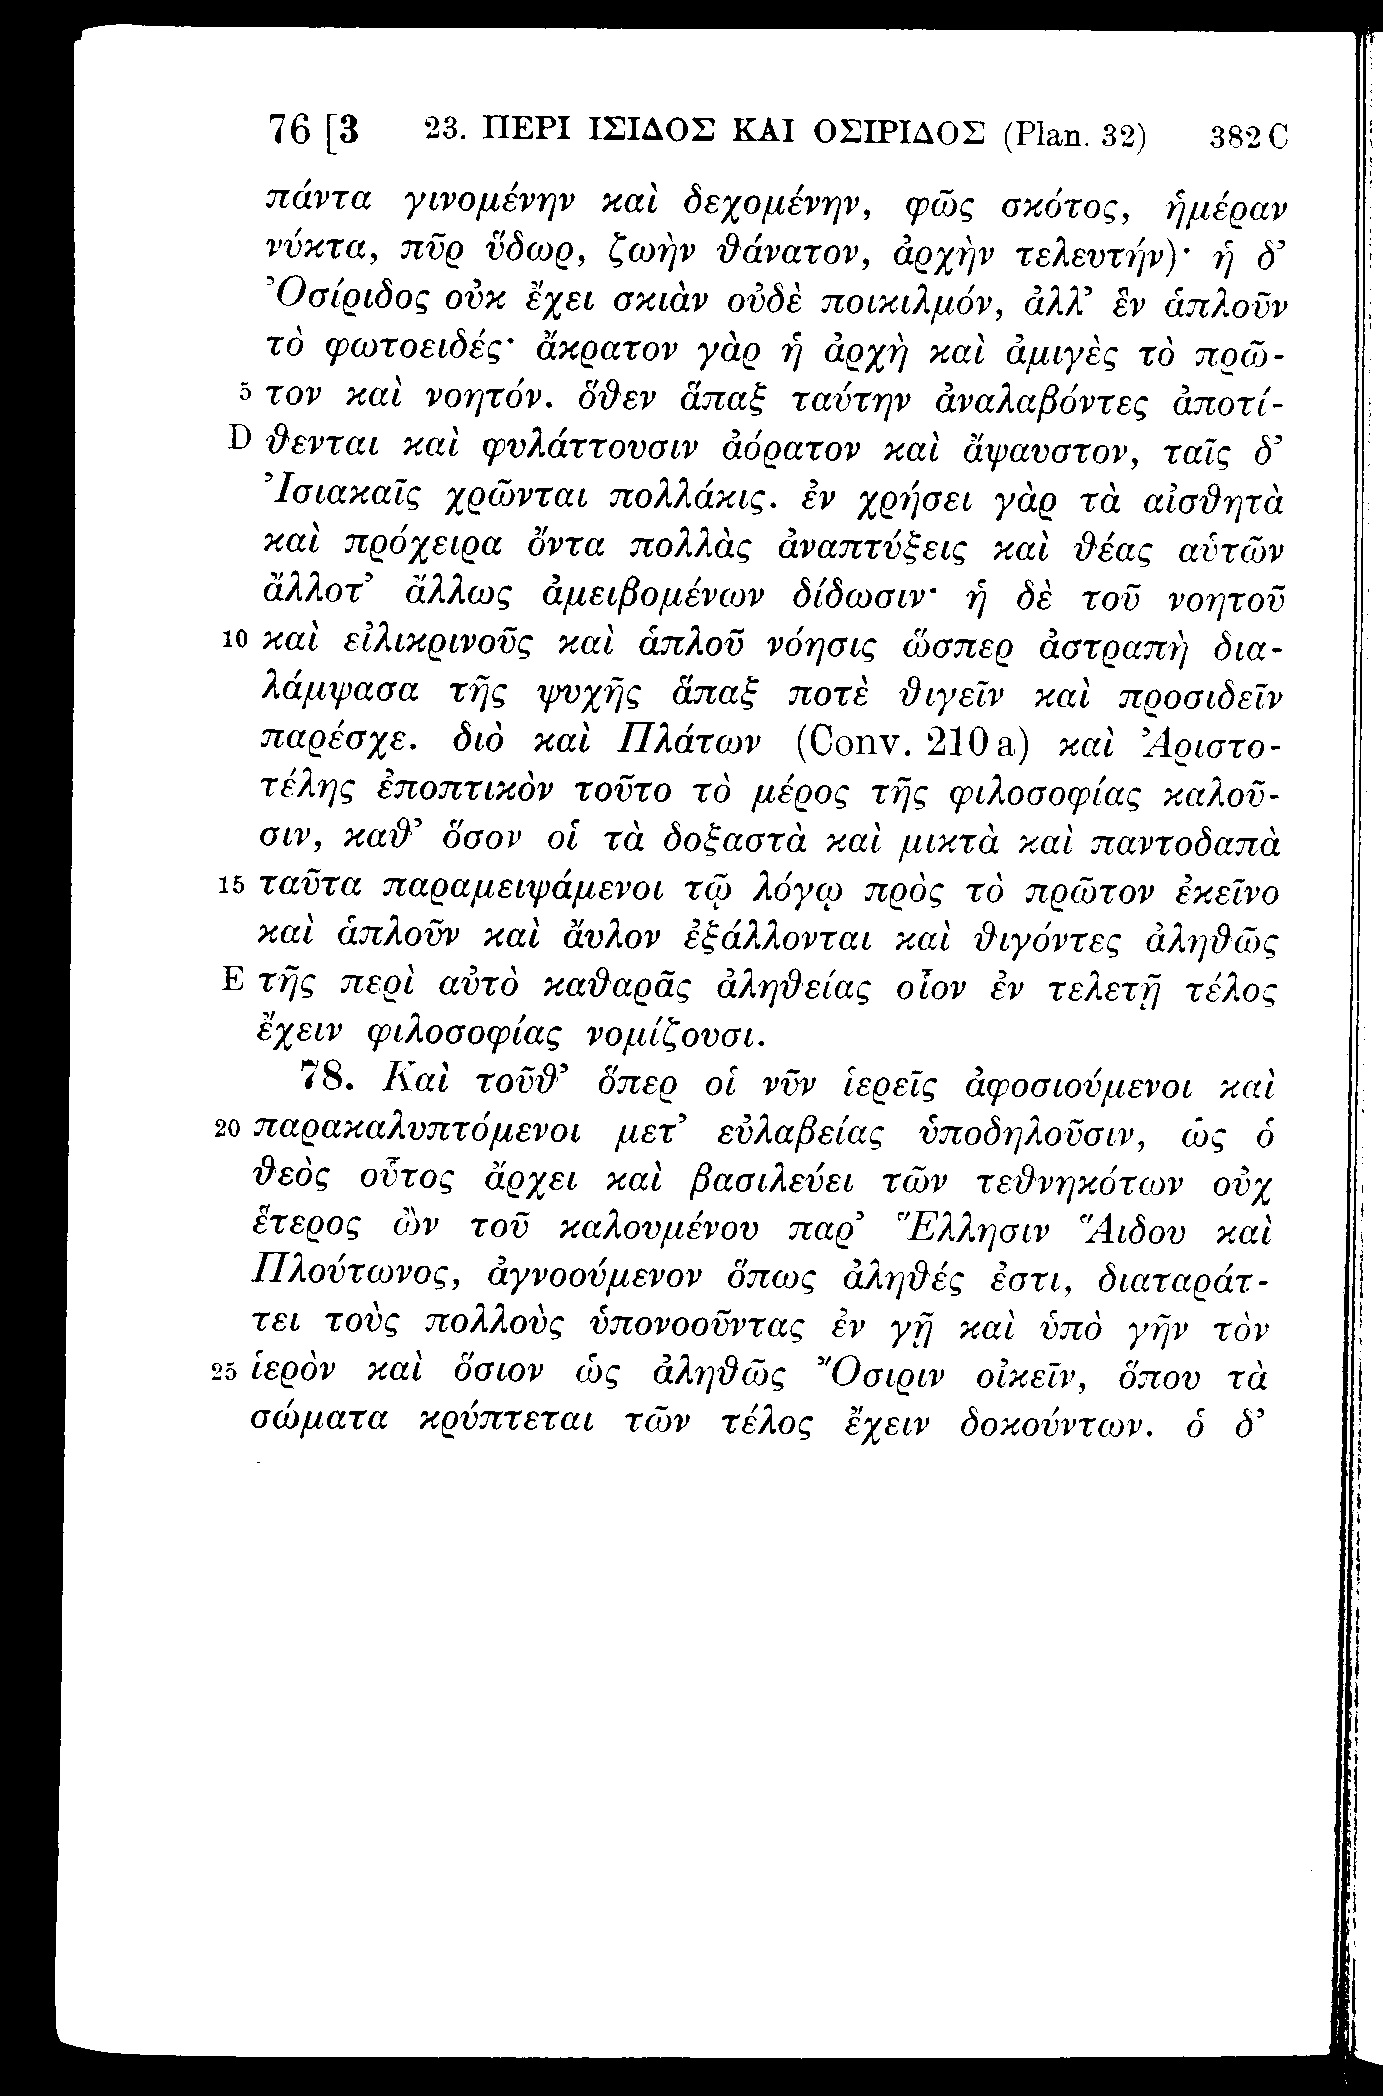 76 [3 23. ΠΕΡΙ ΙΣΙΔΟΣ ΚΑΙ ΟΣΙΡΙΔΟΣ (Plan. 32) 382 C
πάντα γινομένην καὶ δεχομένην, φῶς σκότος, ἡμέραν
νύκτα, πῦρ ὕδωρ, ζωὴν θάνατον, ἀρχὴν τελευτήν)· ἡ δ’
Ὀσίριδος οὐκ ἔχει σκιὰν οὐδὲ ποικιλμόν, ἀλλ’ ἓν ἁπλοῦν
τὸ φωτοειδές· ἄκρατον γὰρ ἡ ἀρχὴ καὶ ἀμιγὲς τὸ πρῶ-
5 τον καὶ νοητόν. ὅθεν ἅπαξ ταύτην ἀναλαβόντες ἀποτί-
D θενται καὶ φυλάττουσιν ἀόρατον καὶ ἄψαυστον, ταῖς δ’
Ἰσιακαῖς χρῶνται πολλάκις. ἐν χρήσει γὰρ τὰ αἰσθητὰ
καὶ πρόχειρα ὄντα πολλὰς ἀναπτύξεις καὶ θέας αὑτῶν
ἄλλοτ’ ἄλλως ἀμειβομένων δίδωσιν· ἡ δὲ τοῦ νοητοῦ
10 καὶ εἰλικρινοῦς καὶ ἁπλοῦ νόησις ὥσπερ ἀστραπὴ δια-
λάμψασα τῆς ψυχῆς ἅπαξ ποτὲ θιγεῖν καὶ προσιδεῖν
παρέσχε. διὸ καὶ Πλάτων (Conv. 210 a) καὶ Ἀριστο-
τέλης ἐποπτικὸν τοῦτο τὸ μέρος τῆς φιλοσοφίας καλοῦ-
σιν, καθ’ ὅσον οἱ τὰ δοξαστὰ καὶ μικτὰ καὶ παντοδαπὰ
15 ταῦτα παραμειψάμενοι τῷ λόγῳ πρὸς τὸ πρῶτον ἐκεῖνο
καὶ ἁπλοῦν καὶ ἄυλον ἐξάλλονται καὶ θιγόντες ἀληθῶς
E τῆς περὶ αὐτὸ καθαρᾶς ἀληθείας οἷον ἐν τελετῇ τέλος
ἔχειν φιλοσοφίας νομίζουσι.
78. Καὶ τοῦθ’ ὅπερ οἱ νῦν ἱερεῖς ἀφοσιούμενοι καὶ
20 παρακαλυπτόμενοι μετ’ εὐλαβείας ὑποδηλοῦσιν, ὡς ὁ
θεὸς οὗτος ἄρχει καὶ βασιλεύει τῶν τεθνηκότων οὐχ
ἕτερος ὢν τοῦ καλουμένου παρ’ Ἕλλησιν Ἅιδου καὶ
Πλούτωνος, ἀγνοούμενον ὅπως ἀληθές ἐστι, διαταράτ-
τει τοὺς πολλοὺς ὑπονοοῦντας ἐν γῇ καὶ ὑπὸ γῆν τὸν
25 ἱερὸν καὶ ὅσιον ὡς ἀληθῶς Ὄσιριν οἰκεῖν, ὅπου τὰ
σώματα κρύπτεται τῶν τέλος ἔχειν δοκούντων. ὁ δ’